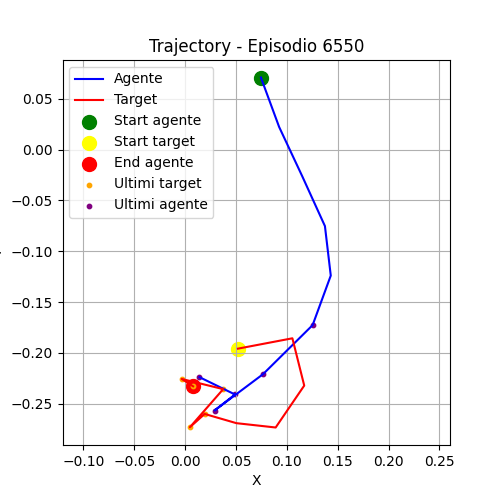 Trajectory - Episodio 6550
Agente
Target
Start agente
Start target
End agente
Ultimi target
Ultimi agente
0.05
0.00
−0.05
−0.10
−0.15
−0.20
−0.25
−0.10
−0.05
0.00
0.05
0.10
0.15
0.20
0.25
X